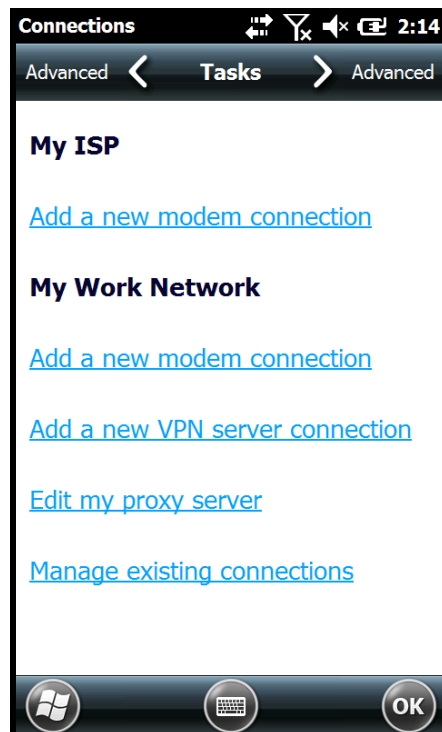 Connections 2:14
Advanced Tasks Advanced
My ISP
Add a new modem connection
My Work Network
Add a new modem connection
Add a new VPN server connection
Edit my proxy server
Manage existing connections
OK